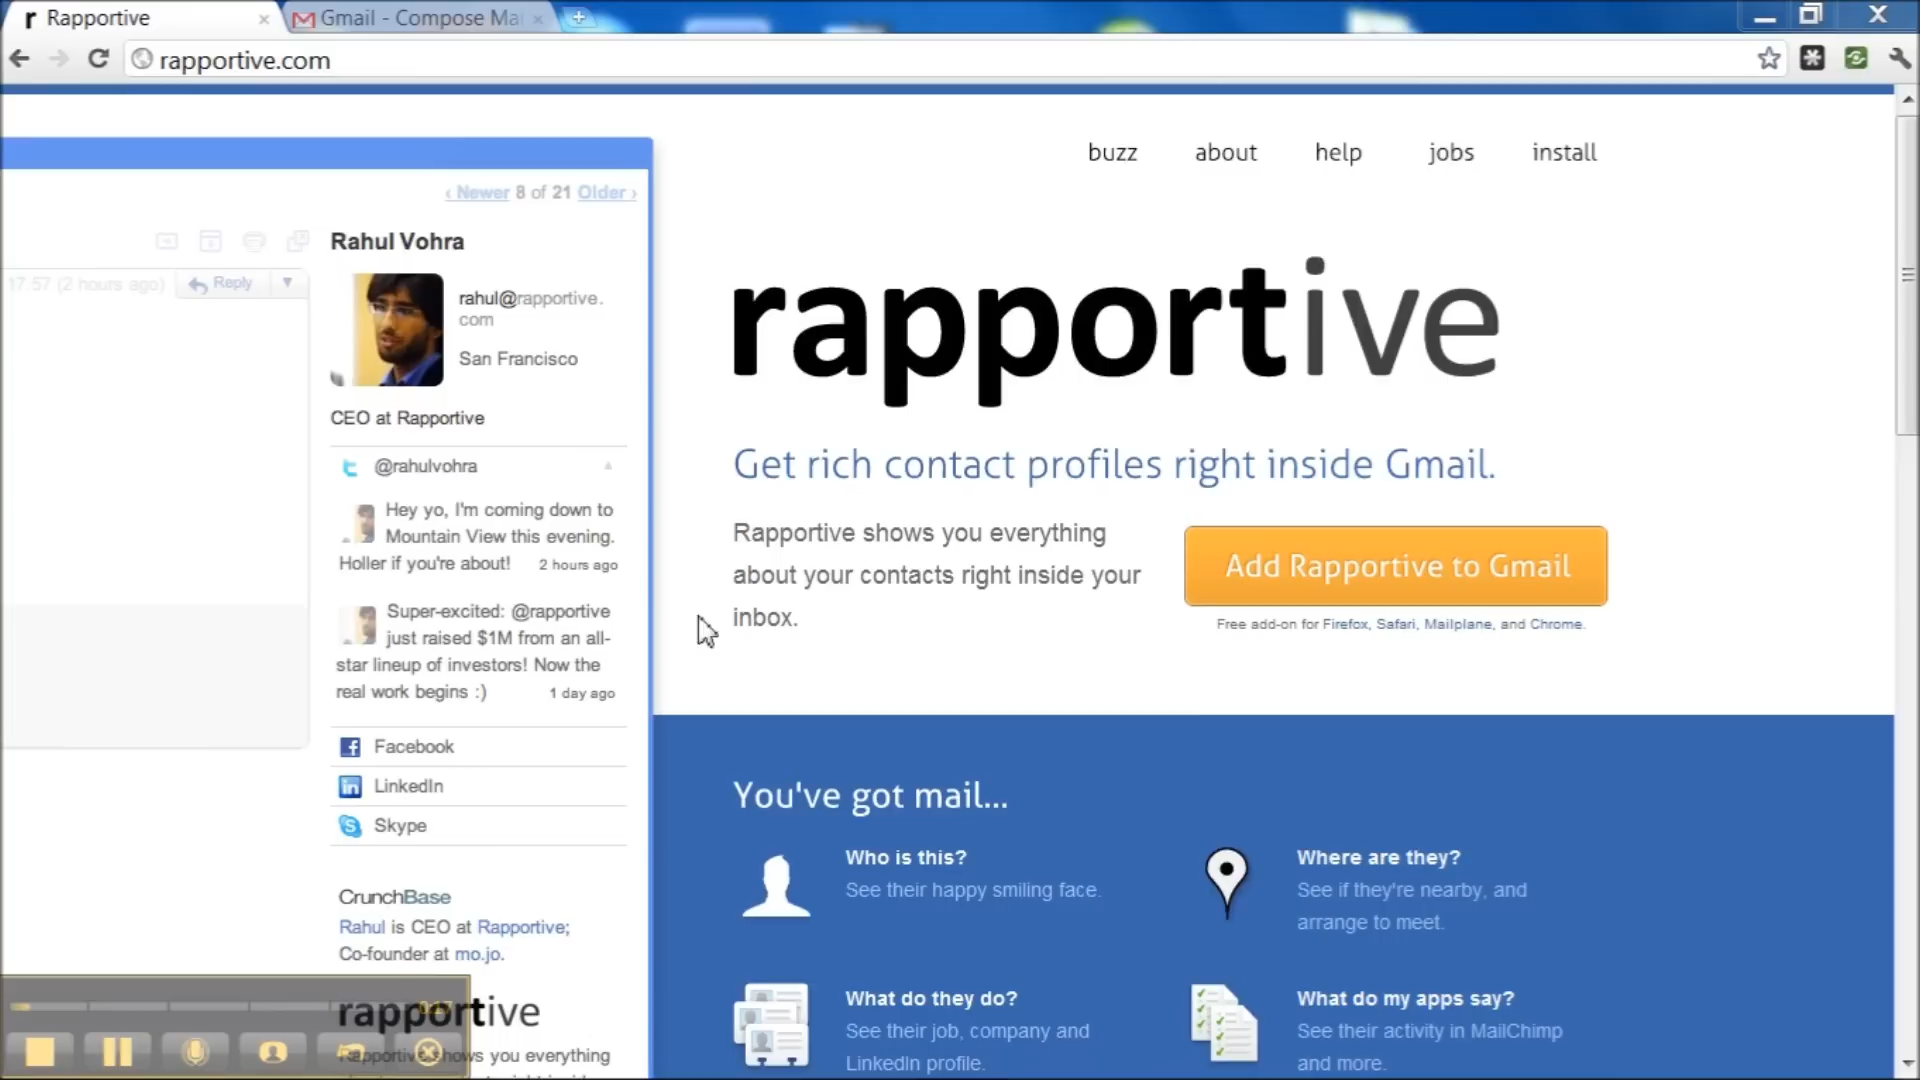 Rapportive
Gmail - Compose Ma
rapportive.com
buzz about help jobs install
‹ Newer 8 of 21 Older ›
Rahul Vohra
17:57 (2 hours ago) Reply
rahul@rapportive.
com
San Francisco
CEO at Rapportive
@rahulvohra
Hey yo, I'm coming down to
Mountain View this evening.
Holler if you're about! 2 hours ago
Super-excited: @rapportive
just raised $1M from an all-
star lineup of investors! Now the
real work begins :) 1 day ago
Facebook
LinkedIn
Skype
CrunchBase
Rahul is CEO at Rapportive;
Co-founder at mo.jo.
rapportive
Rapportive shows you everything
rapportive
Get rich contact profiles right inside Gmail.
Rapportive shows you everything
about your contacts right inside your
inbox.
Add Rapportive to Gmail
Free add-on for Firefox, Safari, Mailplane, and Chrome.
You've got mail...
Who is this?
See their happy smiling face.
Where are they?
See if they're nearby, and
arrange to meet.
What do they do?
See their job, company and
LinkedIn profile.
What do my apps say?
See their activity in MailChimp
and more.